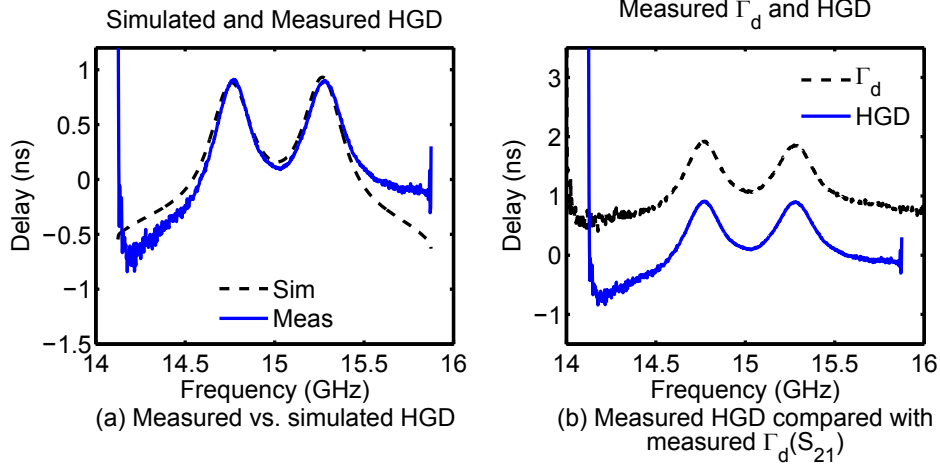 Simulated and Measured HGD
Delay (ns)
1
0.5
0
−0.5
−1
−1.5
Sim
Meas
14 14.5 15 15.5 16
Frequency (GHz)
(a) Measured vs. simulated HGD
Measured Γd and HGD
Delay (ns)
3
2
1
0
−1
Γd
HGD
14 14.5 15 15.5 16
Frequency (GHz)
(b) Measured HGD compared with
measured Γd(S21)